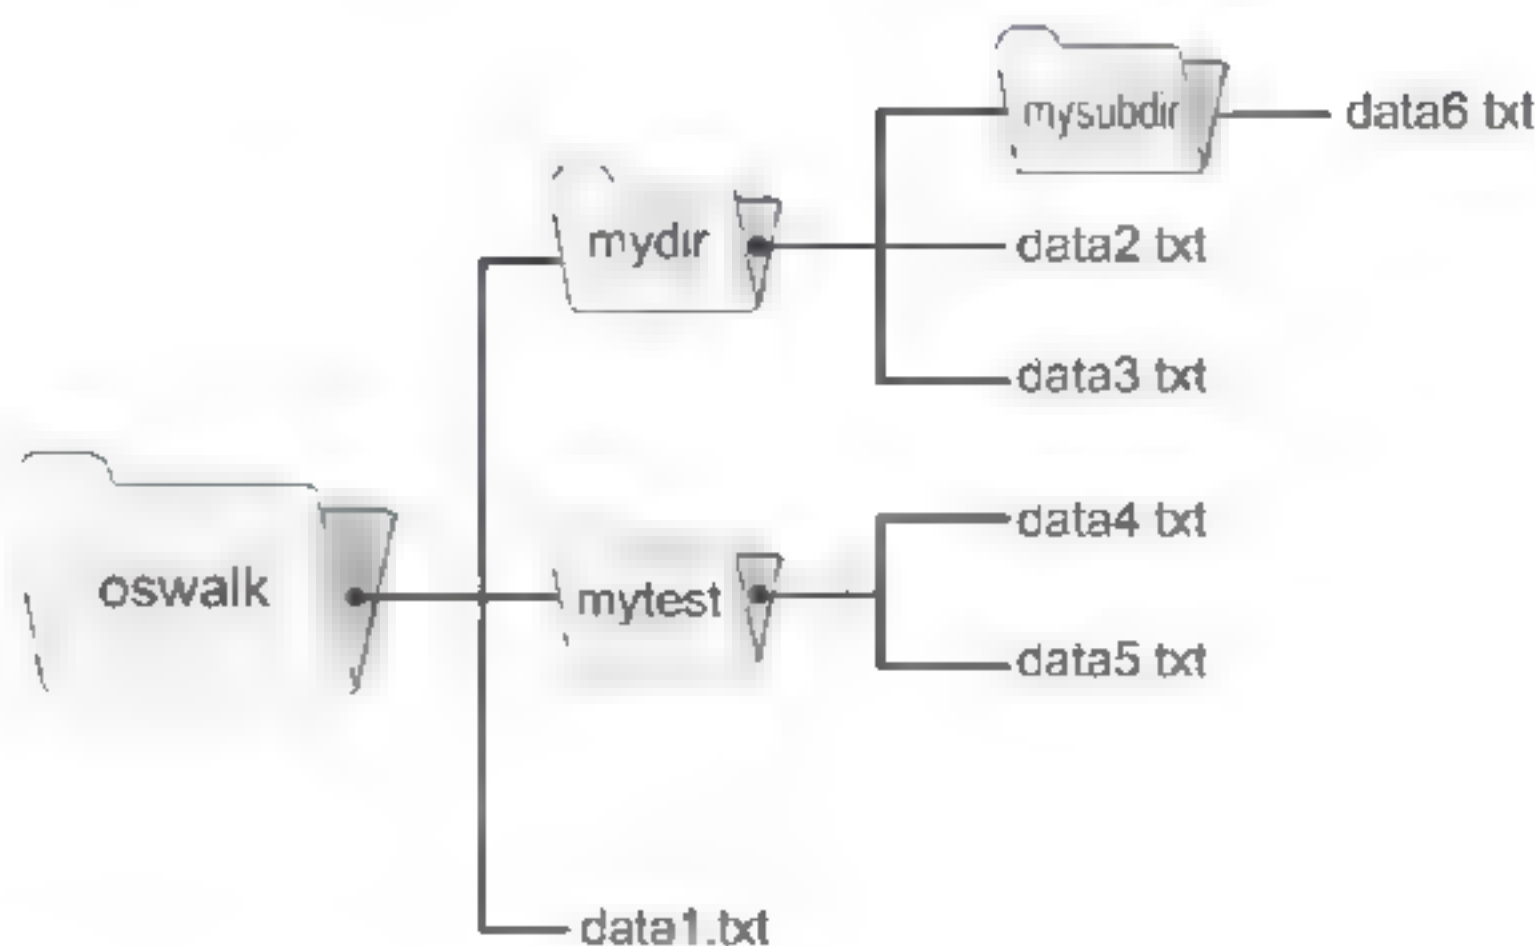 mysubdir
data6 txt
mydir
data2 txt
data3 txt
oswalk
mytest
data4 txt
data5 txt
data1.txt